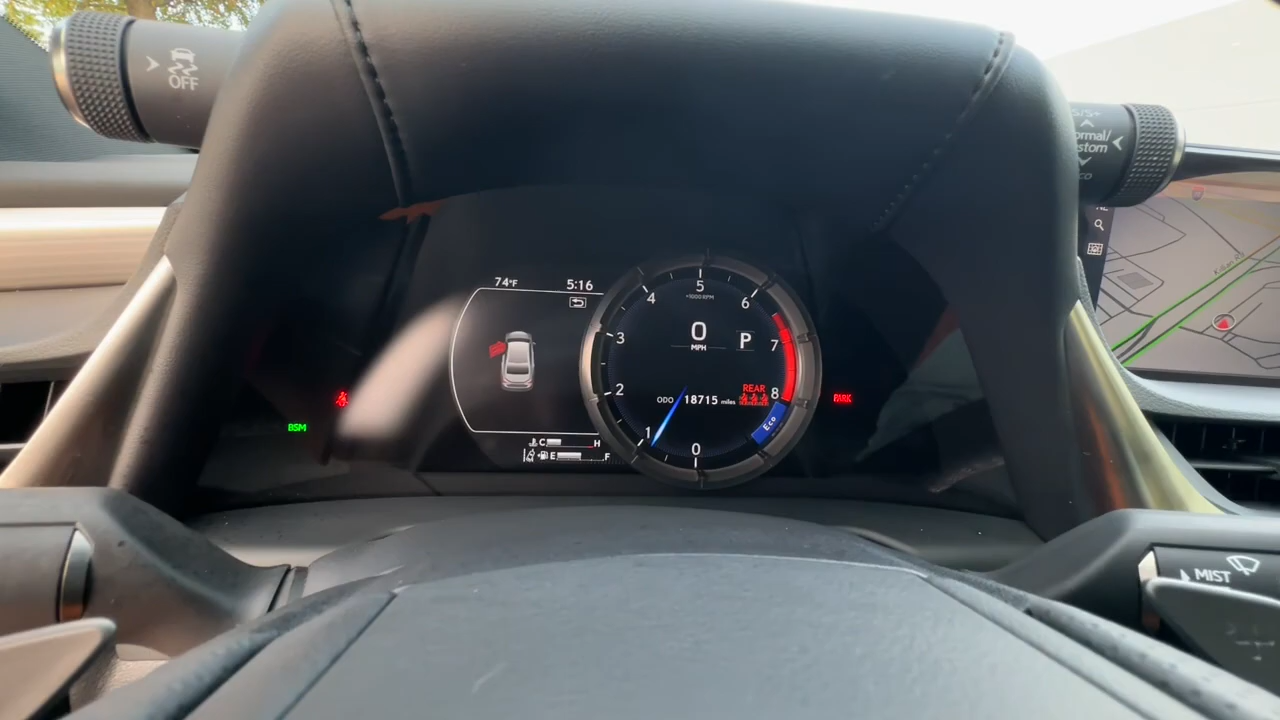 OFF
74°F 5:16
5
4
6
×1000 RPM
3
0
P
7
MPH
REAR
2
ODO 18715 miles
8
PARK
BSM
Eco
1
0
C H
E F
ormal/
stom
MIST